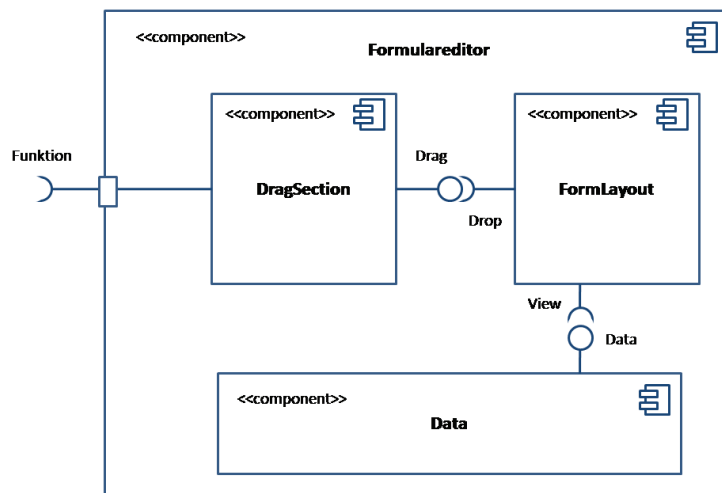 <<component>>
Formulareditor
<<component>>
<<component>>
Funktion
Drag
DragSection
FormLayout
Drop
View
Data
<<component>>
Data